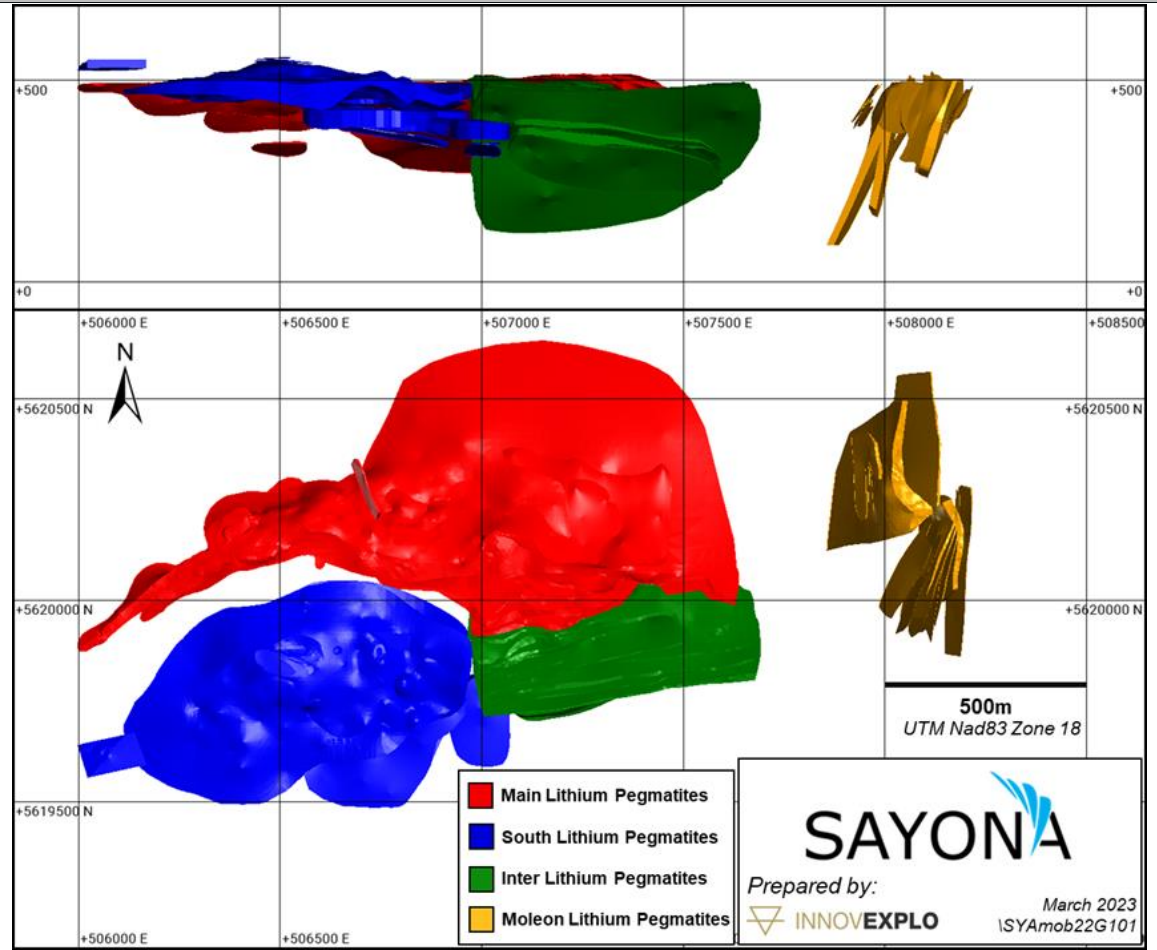 +500 +500
+0 +0
+506000 E +506500 E +507000 E +507500 E +508000 E +508500
N
+5620500 N +5620500 N
+5620000 N +5620000 N
500m
UTM Nad83 Zone 18
+5619500 N
Main Lithium Pegmatites
South Lithium Pegmatites
Inter Lithium Pegmatites
Moleon Lithium Pegmatites
SAYONA
Prepared by:
INNOVEXPLO
March 2023
\SYAmob22G101
+506000 E +506500 E